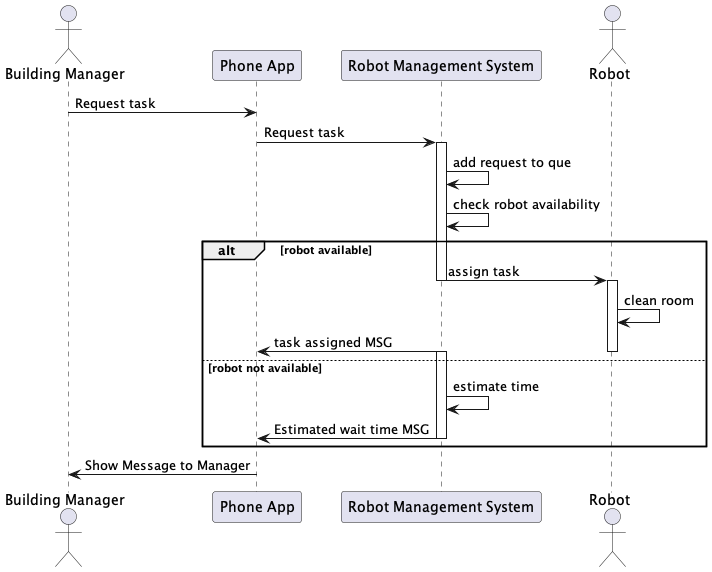 Building Manager
Phone App
Robot Management System
Robot
Request task
Request task
add request to que
check robot availability
alt
[robot available]
assign task
clean room
task assigned MSG
[robot not available]
estimate time
Estimated wait time MSG
Show Message to Manager
Building Manager
Phone App
Robot Management System
Robot